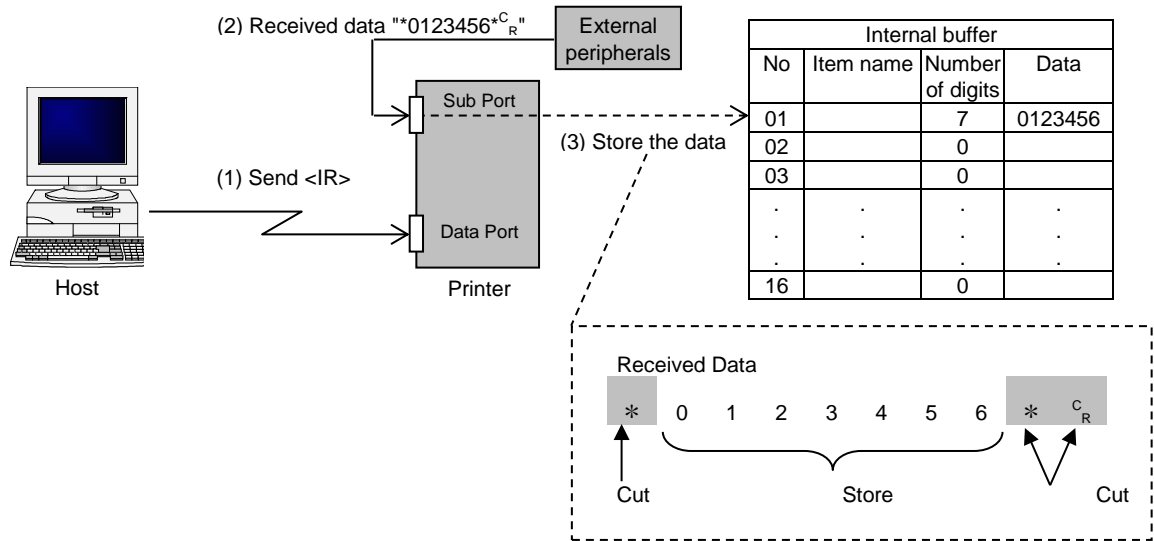 (2) Received data "*0123456*CR"
External
peripherals
Sub Port
(3) Store the data
(1) Send <IR>
Data Port
Host
Printer
Internal buffer
No Item name Number of digits Data
01 7 0123456
02 0
03 0
. . . .
. . . .
. . . .
16 0
Received Data
* 0 1 2 3 4 5 6 * CR
Cut Store Cut